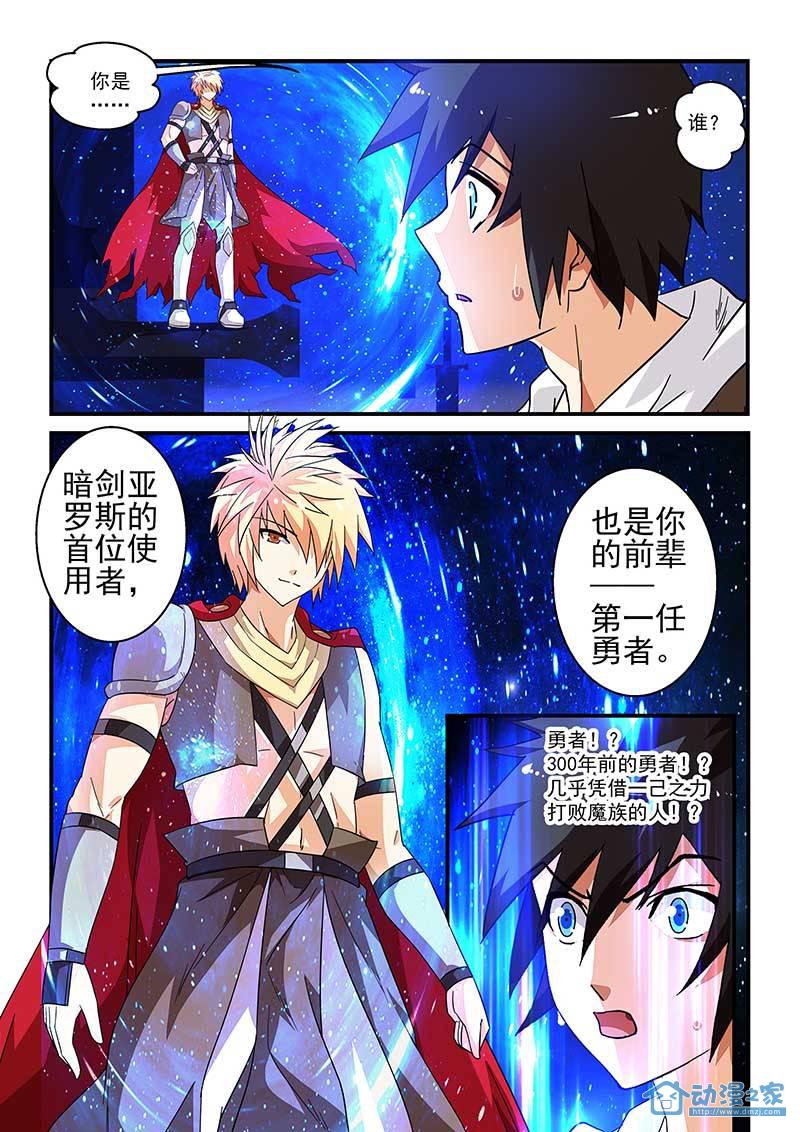 你是
……
谁？
暗剑亚
罗斯的
首位使
用者，
也是你
的前辈
——
第一任
勇者。
勇者！？
300年前的勇者！？
几乎凭借一己之力
打败魔族的人！？
动漫之家
http://www.dmzj.com